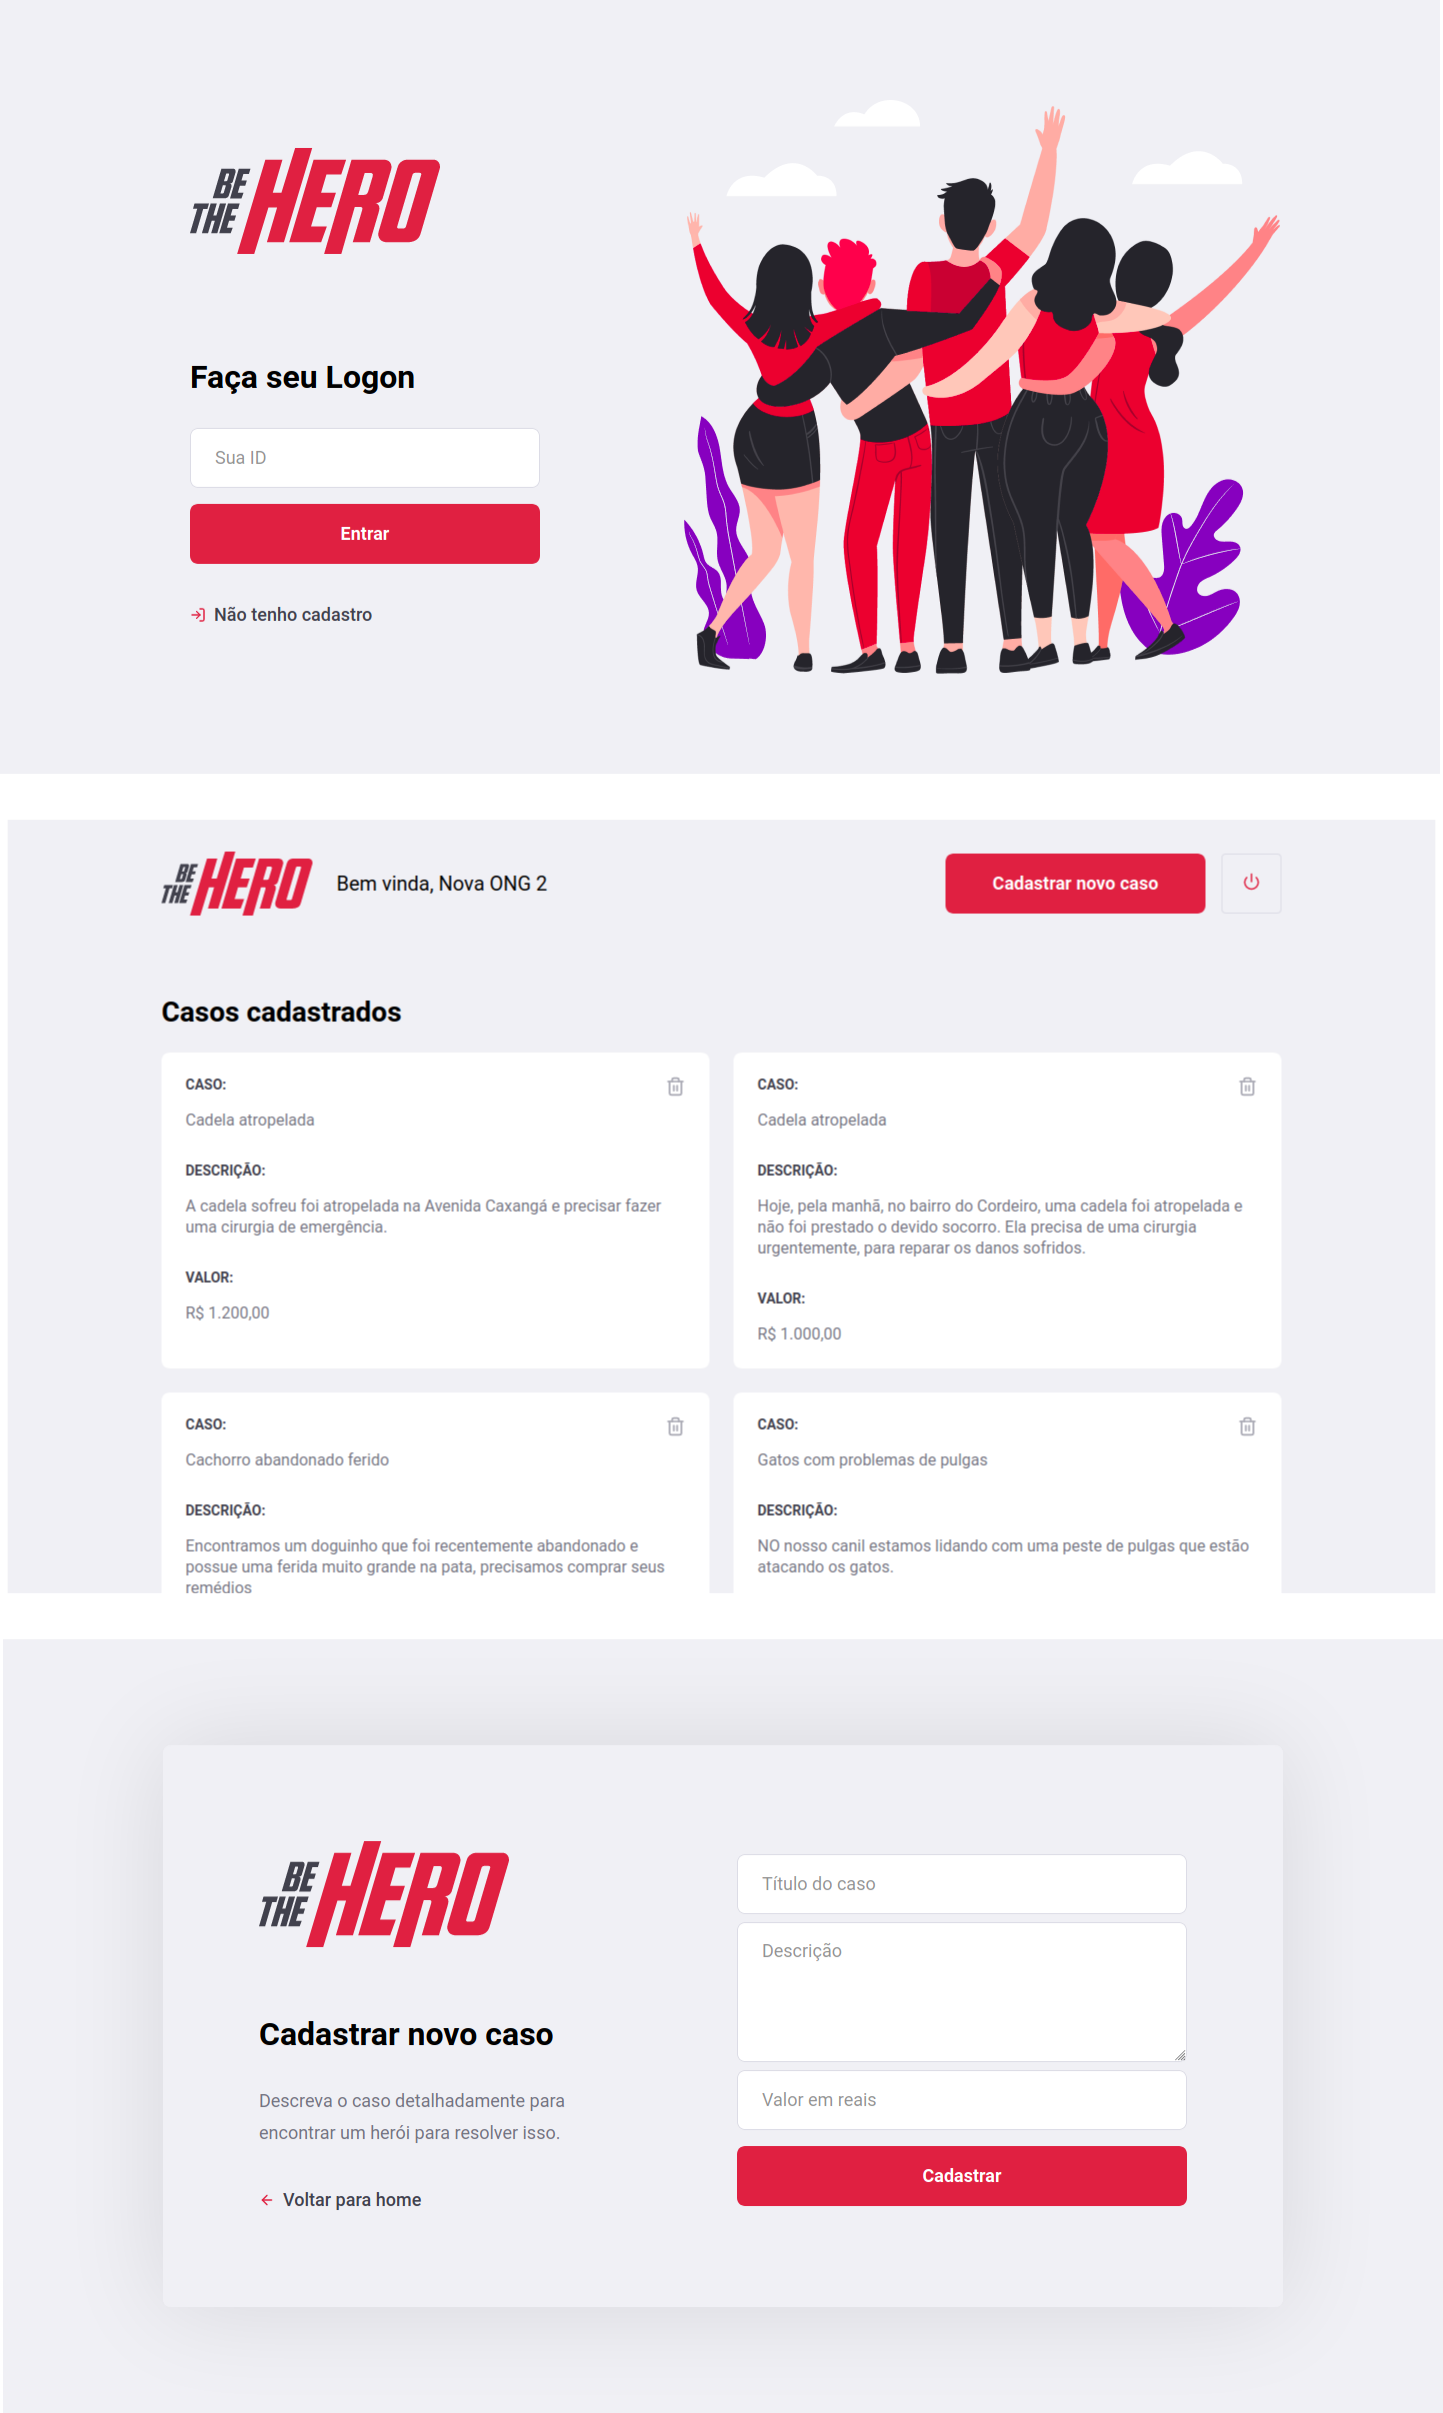 BE
THE HERO
Faça seu Logon
Sua ID
Entrar
Não tenho cadastro
BE
THE HERO
Bem vinda, Nova ONG 2
Cadastrar novo caso
Casos cadastrados
CASO:
Cadela atropelada
DESCRIÇÃO:
A cadela sofreu foi atropelada na Avenida Caxangá e precisar fazer
uma cirurgia de emergência.
VALOR:
R$ 1.200,00
CASO:
Cadela atropelada
DESCRIÇÃO:
Hoje, pela manhã, no bairro do Cordeiro, uma cadela foi atropelada e
não foi prestado o devido socorro. Ela precisa de uma cirurgia
urgentemente, para reparar os danos sofridos.
VALOR:
R$ 1.000,00
CASO:
Cachorro abandonado ferido
DESCRIÇÃO:
Encontramos um doguinho que foi recentemente abandonado e
possue uma ferida muito grande na pata, precisamos comprar seus
remédios
CASO:
Gatos com problemas de pulgas
DESCRIÇÃO:
NO nosso canil estamos lidando com uma peste de pulgas que estão
atacando os gatos.
BE
THE HERO
Cadastrar novo caso
Descreva o caso detalhadamente para
encontrar um herói para resolver isso.
Voltar para home
Título do caso
Descrição
Valor em reais
Cadastrar